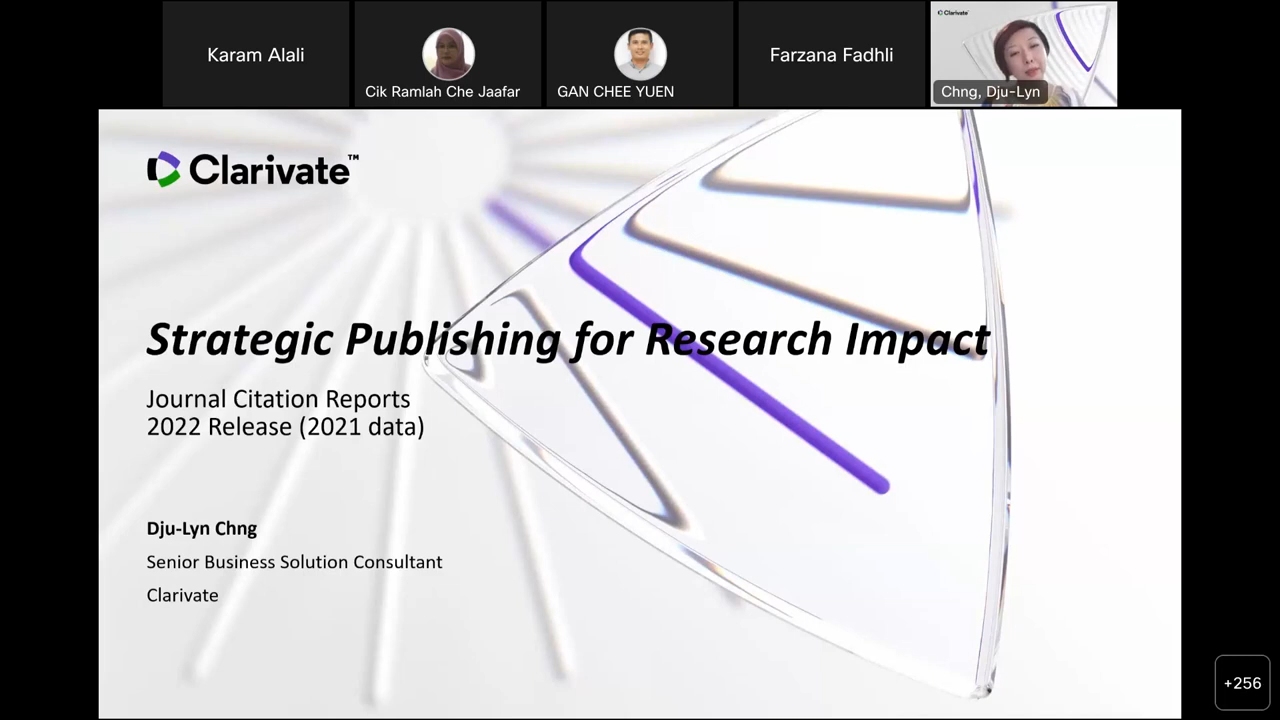 Karam Alali
Cik Ramlah Che Jaafar
GAN CHEE YUEN
Farzana Fadhli
Clarivate
Chng, Dju-Lyn
Clarivate™
Strategic Publishing for Research Impact
Journal Citation Reports
2022 Release (2021 data)
Dju-Lyn Chng
Senior Business Solution Consultant
Clarivate
+256